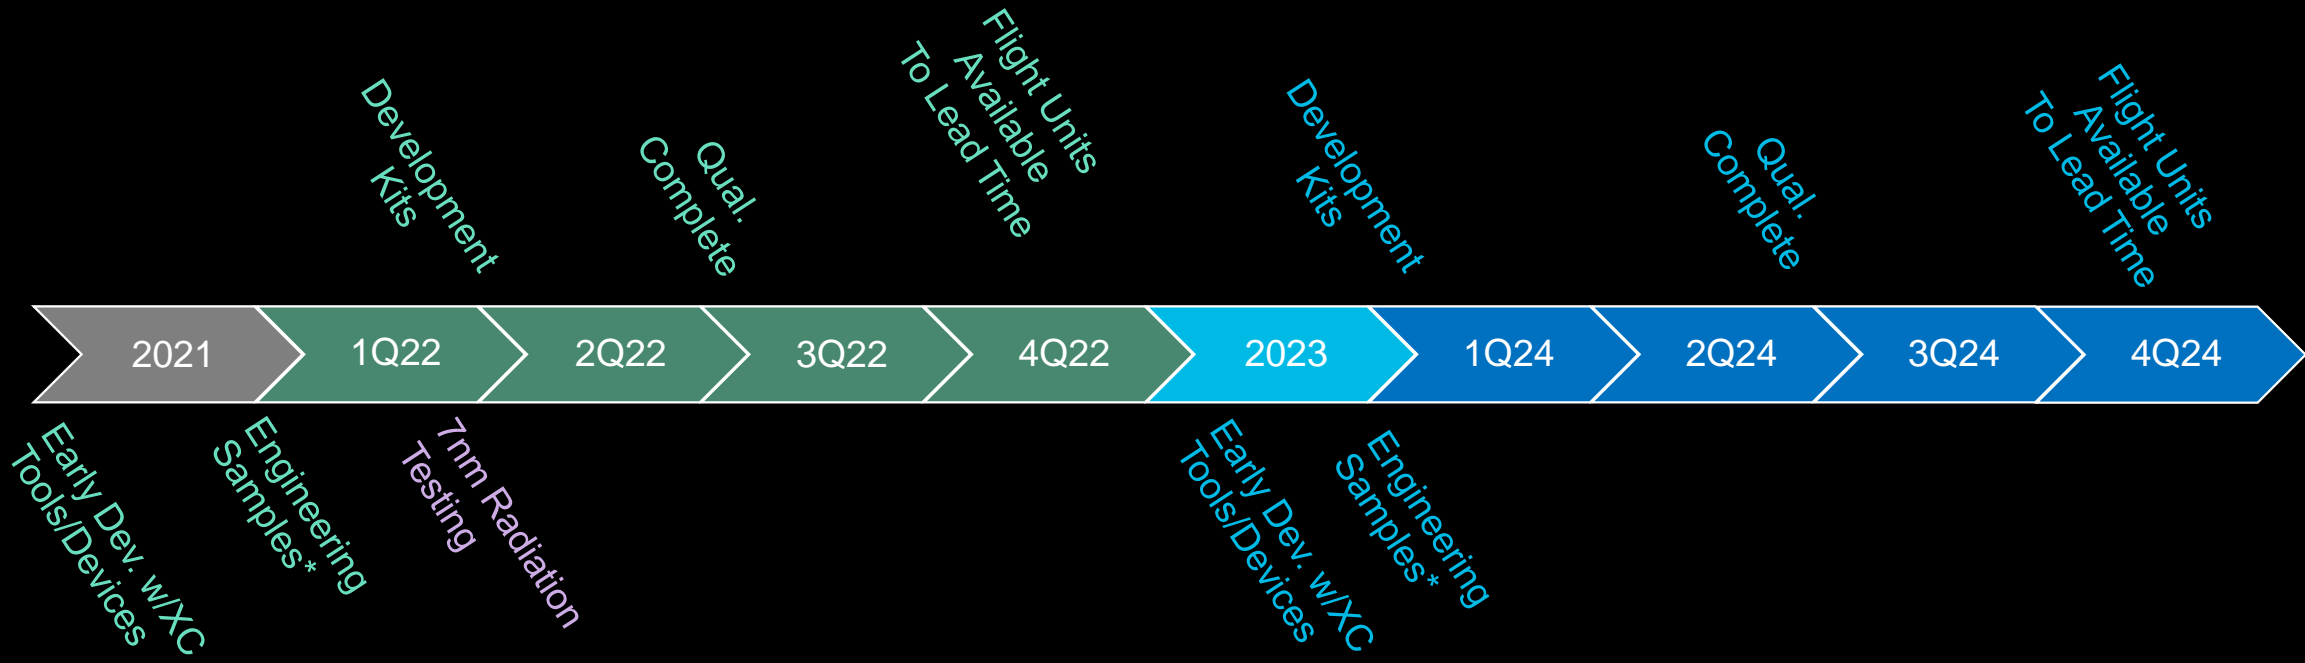 Development
Kits
Qual.
Complete
Flight Units
Available
To Lead Time
Development
Kits
Qual.
Complete
Flight Units
Available
To Lead Time
2021
1Q22
2Q22
3Q22
4Q22
2023
1Q24
2Q24
3Q24
4Q24
Early Dev. w/XC
Tools/Devices
Engineering
Samples*
7nm Radiation
Testing
Early Dev. w/XC
Tools/Devices
Engineering
Samples*